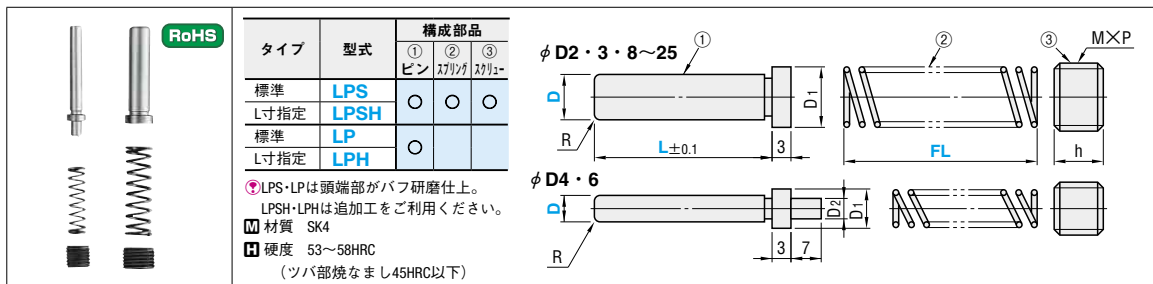 RoHS
タイプ 型式 構成部品
① ② ③
ピン スプリング スクリュー
標準 LPS ○ ○ ○
L寸指定 LPSH
標準 LP ○
L寸指定 LPH
LPS・LPは頭端部がバフ研磨仕上。
LPSH・LPHは追加工をご利用ください。
M 材質 SK4
H 硬度 53〜58HRC
(ツバ部焼なまし45HRC以下)
φD2・3・8〜25
① ② ③ M×P
D D1
R L±0.1 3 FL h
φD4・6
D D2 D1
R 3 7